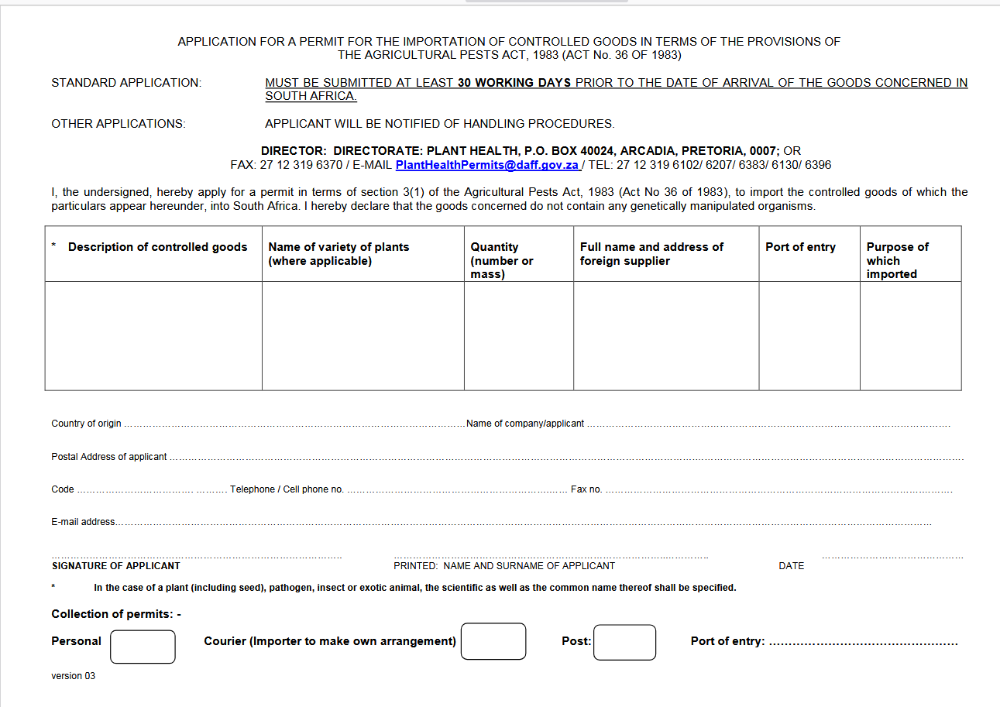 APPLICATION FOR A PERMIT FOR THE IMPORTATION OF CONTROLLED GOODS IN TERMS OF THE PROVISIONS OF
THE AGRICULTURAL PESTS ACT, 1983 (ACT No. 36 OF 1983)
STANDARD APPLICATION: MUST BE SUBMITTED AT LEAST 30 WORKING DAYS PRIOR TO THE DATE OF ARRIVAL OF THE GOODS CONCERNED IN
SOUTH AFRICA.
OTHER APPLICATIONS: APPLICANT WILL BE NOTIFIED OF HANDLING PROCEDURES.
DIRECTOR: DIRECTORATE: PLANT HEALTH, P.O. BOX 40024, ARCADIA, PRETORIA, 0007; OR
FAX: 27 12 319 6370 / E-MAIL PlantHealthPermits@daff.gov.za / TEL: 27 12 319 6102/ 6207/ 6383/ 6130/ 6396
I, the undersigned, hereby apply for a permit in terms of section 3(1) of the Agricultural Pests Act, 1983 (Act No 36 of 1983), to import the controlled goods of which the
particulars appear hereunder, into South Africa. I hereby declare that the goods concerned do not contain any genetically manipulated organisms.
* Description of controlled goods
Name of variety of plants
(where applicable)
Quantity
(number or
mass)
Full name and address of
foreign supplier
Port of entry
Purpose of
which
imported
Country of origin ……………………………………………………………………………………………… Name of company/applicant ………………………………………………………………………………………………………
Postal Address of applicant ……………………………………………………………………………………………………………………………………………………………
Code ………………………………… ………. Telephone / Cell phone no. …………………………………………………………… Fax no. …………………………………………………………………………………………………
E-mail address……………………………………………………………………………………………………………………………………………………………
………………………………………………………………………………… ……………………………………………………………………………………… ………………………………………
SIGNATURE OF APPLICANT PRINTED: NAME AND SURNAME OF APPLICANT DATE
* In the case of a plant (including seed), pathogen, insect or exotic animal, the scientific as well as the common name thereof shall be specified.
Collection of permits: -
Personal Courier (Importer to make own arrangement) Post: Port of entry: …………………………………………
version 03